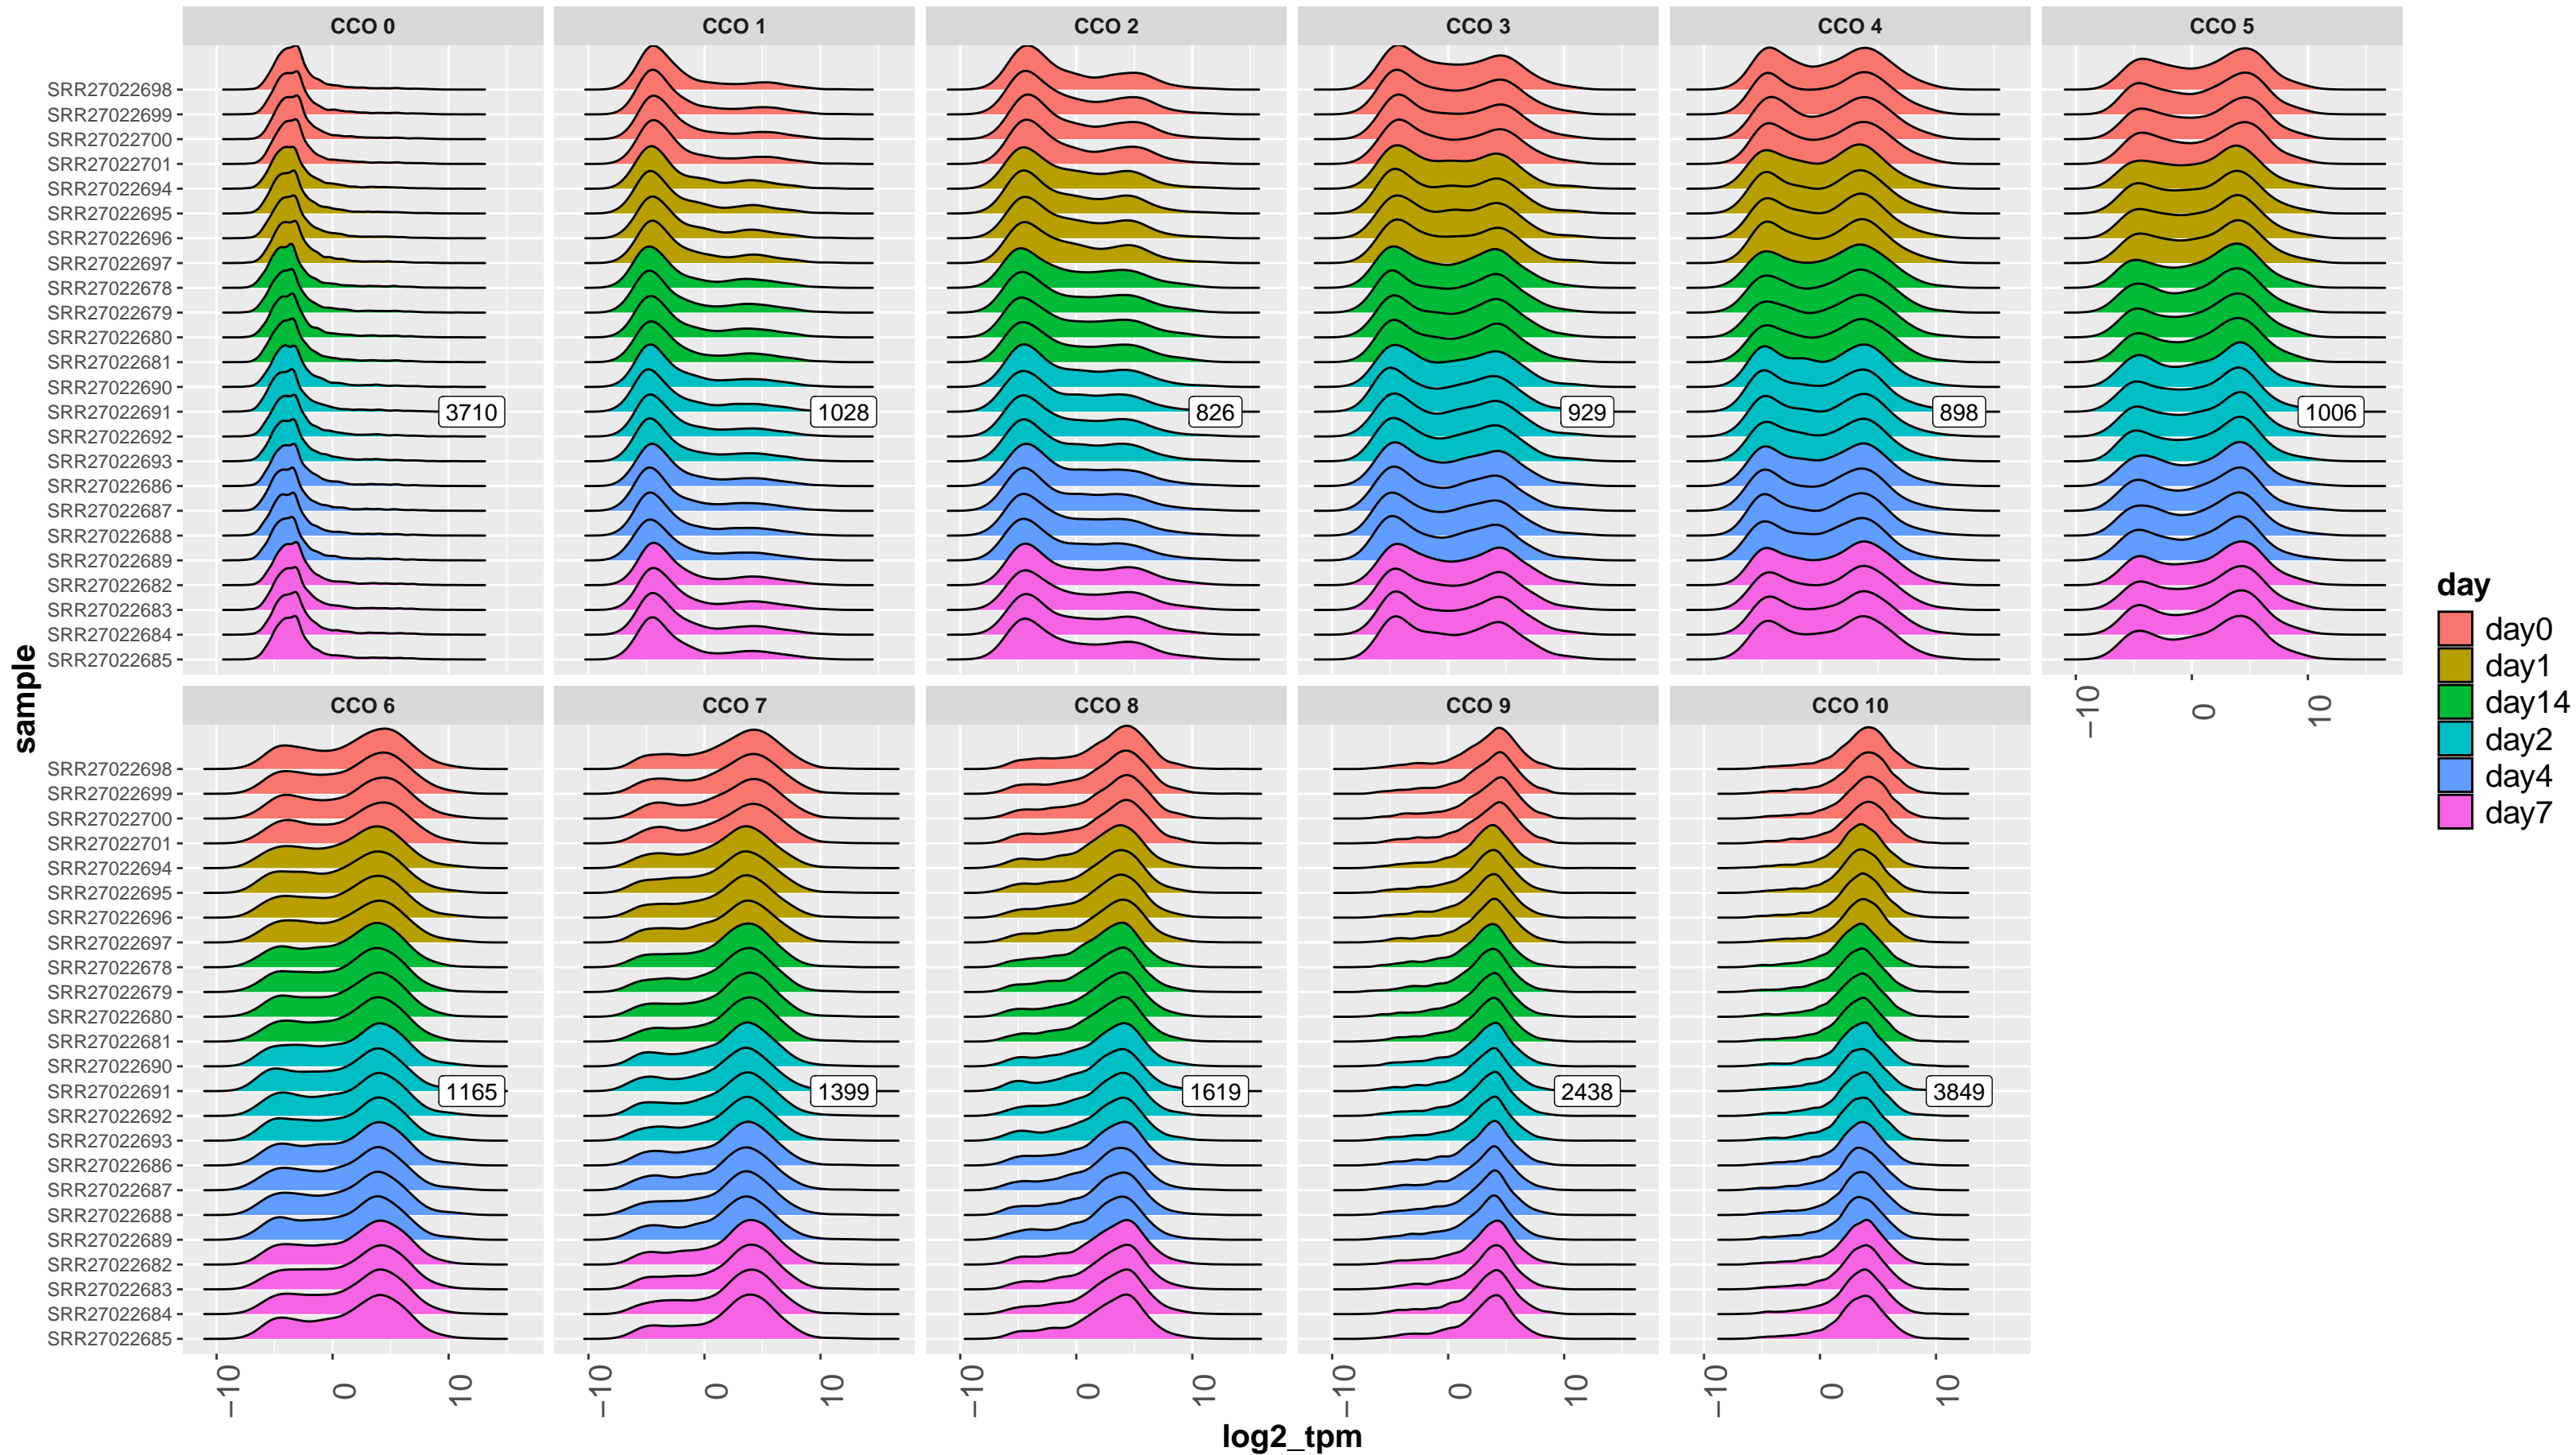 CCO 0 CCO 1 CCO 2 CCO 3 CCO 4 CCO 5
SRR27022698
SRR27022699
SRR27022700
SRR27022701
SRR27022694
SRR27022695
SRR27022696
SRR27022697
SRR27022678
SRR27022679
SRR27022680
SRR27022681
SRR27022690
SRR27022691 3710 1028 826 929 898 1006
SRR27022692
SRR27022693
SRR27022686
SRR27022687
SRR27022688
SRR27022689
SRR27022682
SRR27022683
SRR27022684
SRR27022685
−10 0 10
CCO 6 CCO 7 CCO 8 CCO 9 CCO 10
SRR27022698
SRR27022699
SRR27022700
SRR27022701
SRR27022694
SRR27022695
SRR27022696
SRR27022697
SRR27022678
SRR27022679
SRR27022680
SRR27022681
SRR27022690
SRR27022691 1165 1399 1619 2438 3849
SRR27022692
SRR27022693
SRR27022686
SRR27022687
SRR27022688
SRR27022689
SRR27022682
SRR27022683
SRR27022684
SRR27022685
−10 0 10 −10 0 10 −10 0 10 −10 0 10 −10 0 10
log2_tpm
sample
day
day0
day1
day14
day2
day4
day7